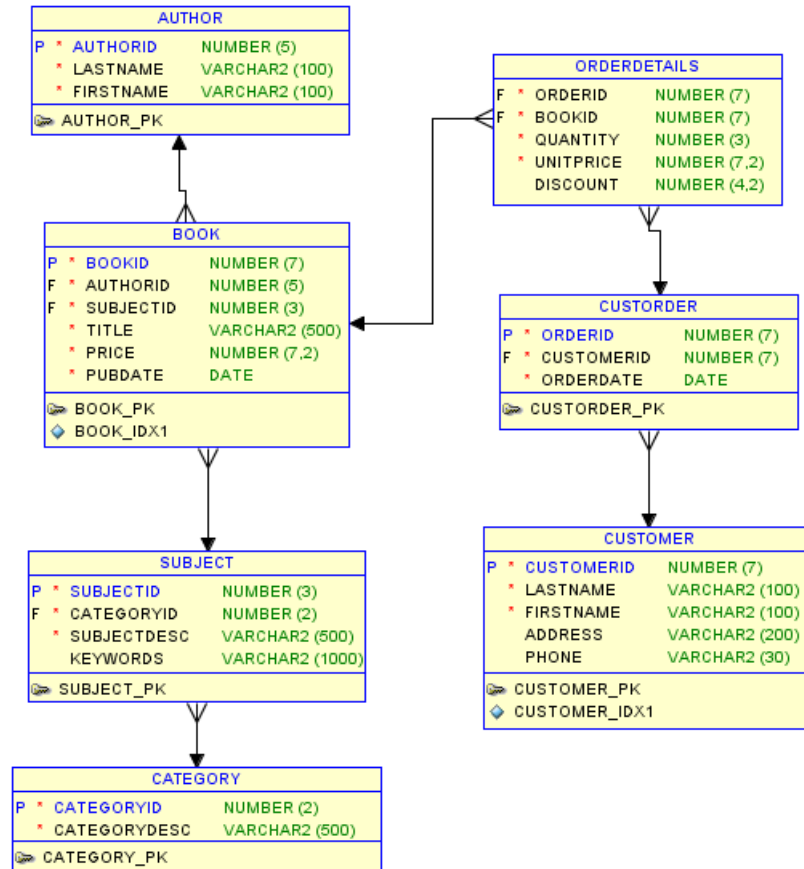 AUTHOR
P * AUTHORID NUMBER (5)
* LASTNAME VARCHAR2 (100)
* FIRSTNAME VARCHAR2 (100)
AUTHOR_PK
BOOK
P * BOOKID NUMBER (7)
F * AUTHORID NUMBER (5)
F * SUBJECTID NUMBER (3)
* TITLE VARCHAR2 (500)
* PRICE NUMBER (7,2)
* PUBDATE DATE
BOOK_PK
BOOK_IDX1
SUBJECT
P * SUBJECTID NUMBER (3)
F * CATEGORYID NUMBER (2)
* SUBJECTDESC VARCHAR2 (500)
KEYWORDS VARCHAR2 (1000)
SUBJECT_PK
CATEGORY
P * CATEGORYID NUMBER (2)
* CATEGORYDESC VARCHAR2 (500)
CATEGORY_PK
ORDERDETAILS
F * ORDERID NUMBER (7)
F * BOOKID NUMBER (7)
* QUANTITY NUMBER (3)
* UNITPRICE NUMBER (7,2)
DISCOUNT NUMBER (4,2)
CUSTORDER
P * ORDERID NUMBER (7)
F * CUSTOMERID NUMBER (7)
* ORDERDATE DATE
CUSTORDER_PK
CUSTOMER
P * CUSTOMERID NUMBER (7)
* LASTNAME VARCHAR2 (100)
* FIRSTNAME VARCHAR2 (100)
ADDRESS VARCHAR2 (200)
PHONE VARCHAR2 (30)
CUSTOMER_PK
CUSTOMER_IDX1